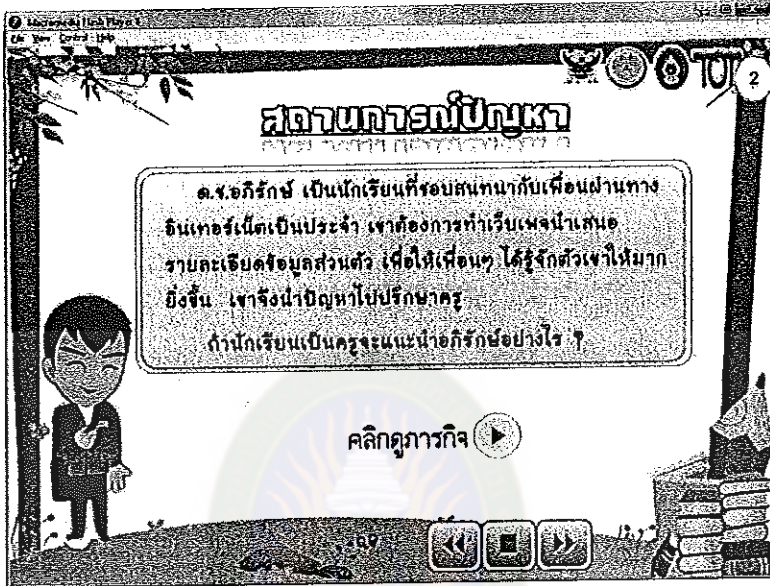 Macromedia Flash Player 8
File View Control Help
TOT
2
สถานการณ์ปัญหา
ด.ช.อภิรักษ์ เป็นนักเรียนที่ชอบสนทนากับเพื่อนผ่านทาง
อินเทอร์เน็ตเป็นประจำ เขาต้องการทำเว็บเพจนำเสนอ
รายละเอียดข้อมูลส่วนตัว เพื่อให้เพื่อนๆ ได้รู้จักตัวเขาให้มาก
ยิ่งขึ้น เขาจึงนำปัญหาไปปรึกษาครู
ถ้านักเรียนเป็นครูจะแนะนำอภิรักษ์อย่างไร ?
คลิกดูภารกิจ